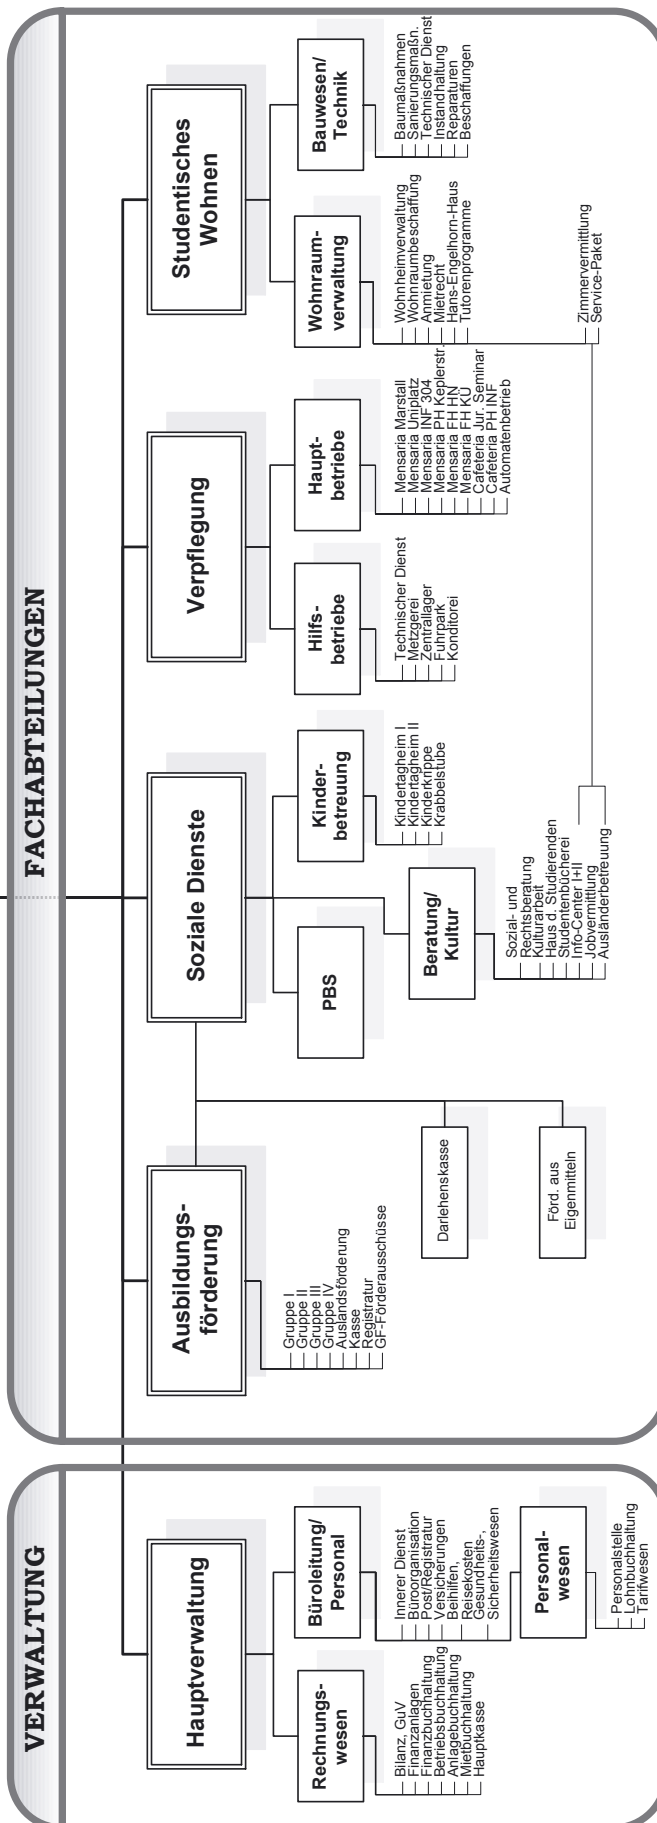 VERWALTUNG
Hauptverwaltung
Rechnungs-
wesen
Bilanz, GuV
Finanzanlagen
Finanzbuchhaltung
Betriebsbuchhaltung
Anlagebuchhaltung
Mietbuchhaltung
Hauptkasse
Büroleitung/
Personal
Innerer Dienst
Büroorganisation
Post/Registratur
Versicherungen
Beihilfen,
Reisekosten
Gesundheits-,
Sicherheitswesen
Personal-
wesen
Personalstelle
Lohnbuchhaltung
Tarifwesen
FACHABTEILUNGEN
Ausbildungs-
förderung
Gruppe I
Gruppe II
Gruppe III
Gruppe IV
Auslandsförderung
Kasse
Registratur
GF-Förderausschüsse
Darlehenskasse
Förd. aus
Eigenmitteln
Soziale Dienste
PBS
Kinder-
betreuung
Kindertagheim I
Kindertagheim II
Kinderkrippe
Krabbelstube
Beratung/
Kultur
Sozial- und
Rechtsberatung
Kulturarbeit
Haus d. Studierenden
Studentenbücherei
Info-Center I+II
Jobvermittlung
Ausländerbetreuung
Verpflegung
Hilfs-
betriebe
Technischer Dienst
Metzgerei
Zentrallager
Fuhrpark
Konditorei
Haupt-
betriebe
Mensaria Marstall
Mensaria Uniplatz
Mensaria INF 304
Mensaria PH Keplerstr.
Mensaria FH HN
Mensaria FH KÜ
Cafeteria Jur. Seminar
Cafeteria PH INF
Automatenbetrieb
Studentisches
Wohnen
Wohnraum-
verwaltung
Wohnheimverwaltung
Wohnraumbeschaffung
Anmietung
Mietrecht
Hans-Engelhorn-Haus
Tutorenprogramme
Zimmervermittlung
Service-Paket
Bauwesen/
Technik
Baumaßnahmen
Sanierungsmaßn.
Technischer Dienst
Instandhaltung
Reparaturen
Beschaffungen